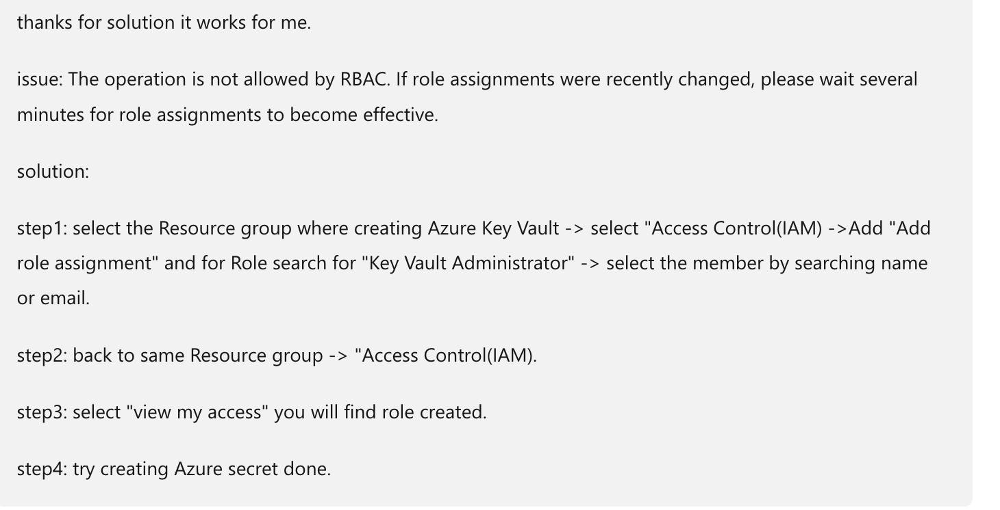 thanks for solution it works for me.
issue: The operation is not allowed by RBAC. If role assignments were recently changed, please wait several
minutes for role assignments to become effective.
solution:
step1: select the Resource group where creating Azure Key Vault -> select "Access Control(IAM) ->Add "Add
role assignment" and for Role search for "Key Vault Administrator" -> select the member by searching name
or email.
step2: back to same Resource group -> "Access Control(IAM).
step3: select "view my access" you will find role created.
step4: try creating Azure secret done.